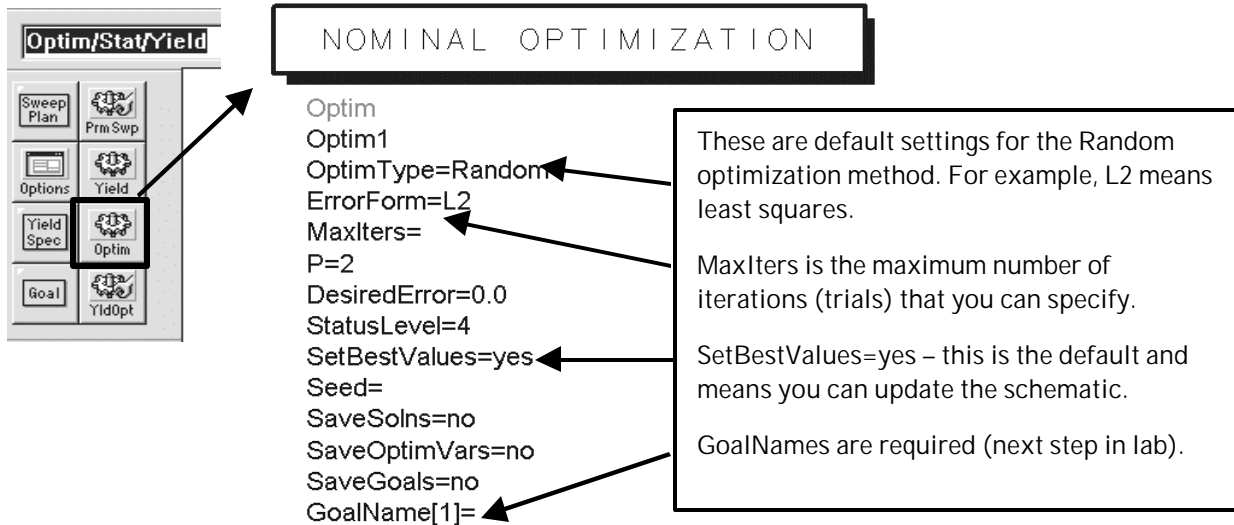 Optim/Stat/Yield
Sweep
Plan
Prm Swp
Options
Yield
Yield
Spec
Optim
Goal
YldOpt
NOMINAL OPTIMIZATION
Optim
Optim1
OptimType=Random
ErrorForm=L2
MaxIters=
P=2
DesiredError=0.0
StatusLevel=4
SetBestValues=yes
Seed=
SaveSolns=no
SaveOptimVars=no
SaveGoals=no
GoalName[1]=
These are default settings for the Random
optimization method. For example, L2 means
least squares.
MaxIters is the maximum number of
iterations (trials) that you can specify.
SetBestValues=yes – this is the default and
means you can update the schematic.
GoalNames are required (next step in lab).